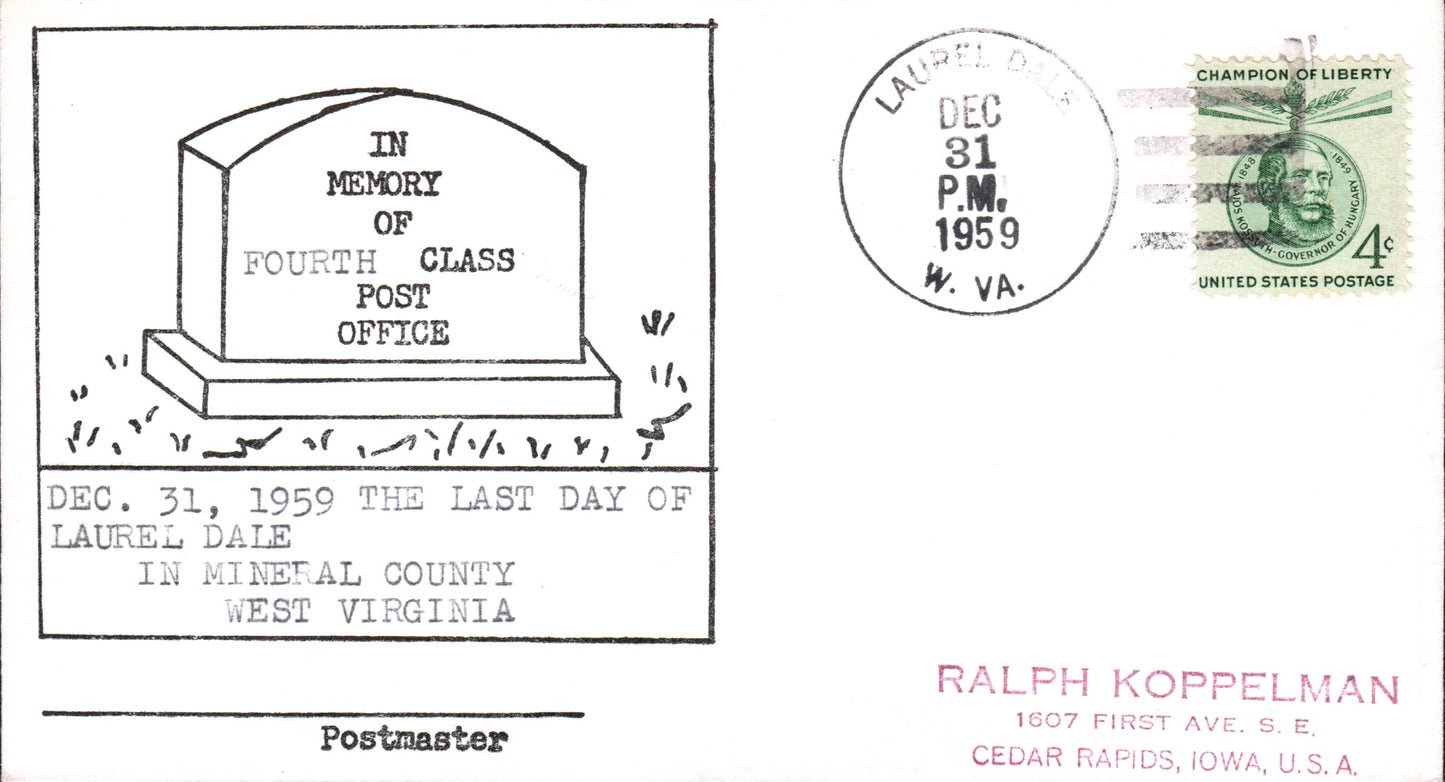 IN
MEMORY
OF
FOURTH CLASS
POST
OFFICE
DEC. 31, 1959 THE LAST DAY OF
LAUREL DALE
IN MINERAL COUNTY
WEST VIRGINIA
Postmaster
LAUREL DALE
DEC
31
P.M.
1959
W. VA.
CHAMPION OF LIBERTY
1848 · 1849
LAJOS KOSSUTH · GOVERNOR OF HUNGARY
4¢
UNITED STATES POSTAGE
RALPH KOPPELMAN
1607 FIRST AVE. S. E.
CEDAR RAPIDS, IOWA, U.S.A.